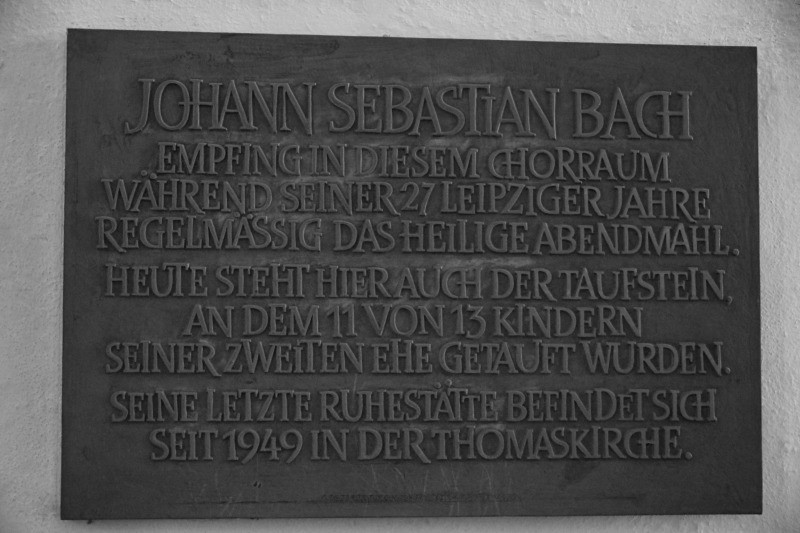 JOHANN SEBASTIAN BACH
EMPFING IN DIESEM CHORRAUM
WÄHREND SEINER 27 LEIPZIGER JAHRE
REGELMÄSSIG DAS HEILIGE ABENDMAHL.
HEUTE STEHT HIER AUCH DER TAUFSTEIN,
AN DEM 11 VON 13 KINDERN
SEINER ZWEITEN EHE GETAUFT WURDEN.
SEINE LETZTE RUHESTÄTTE BEFINDET SICH
SEIT 1949 IN DER THOMASKIRCHE.